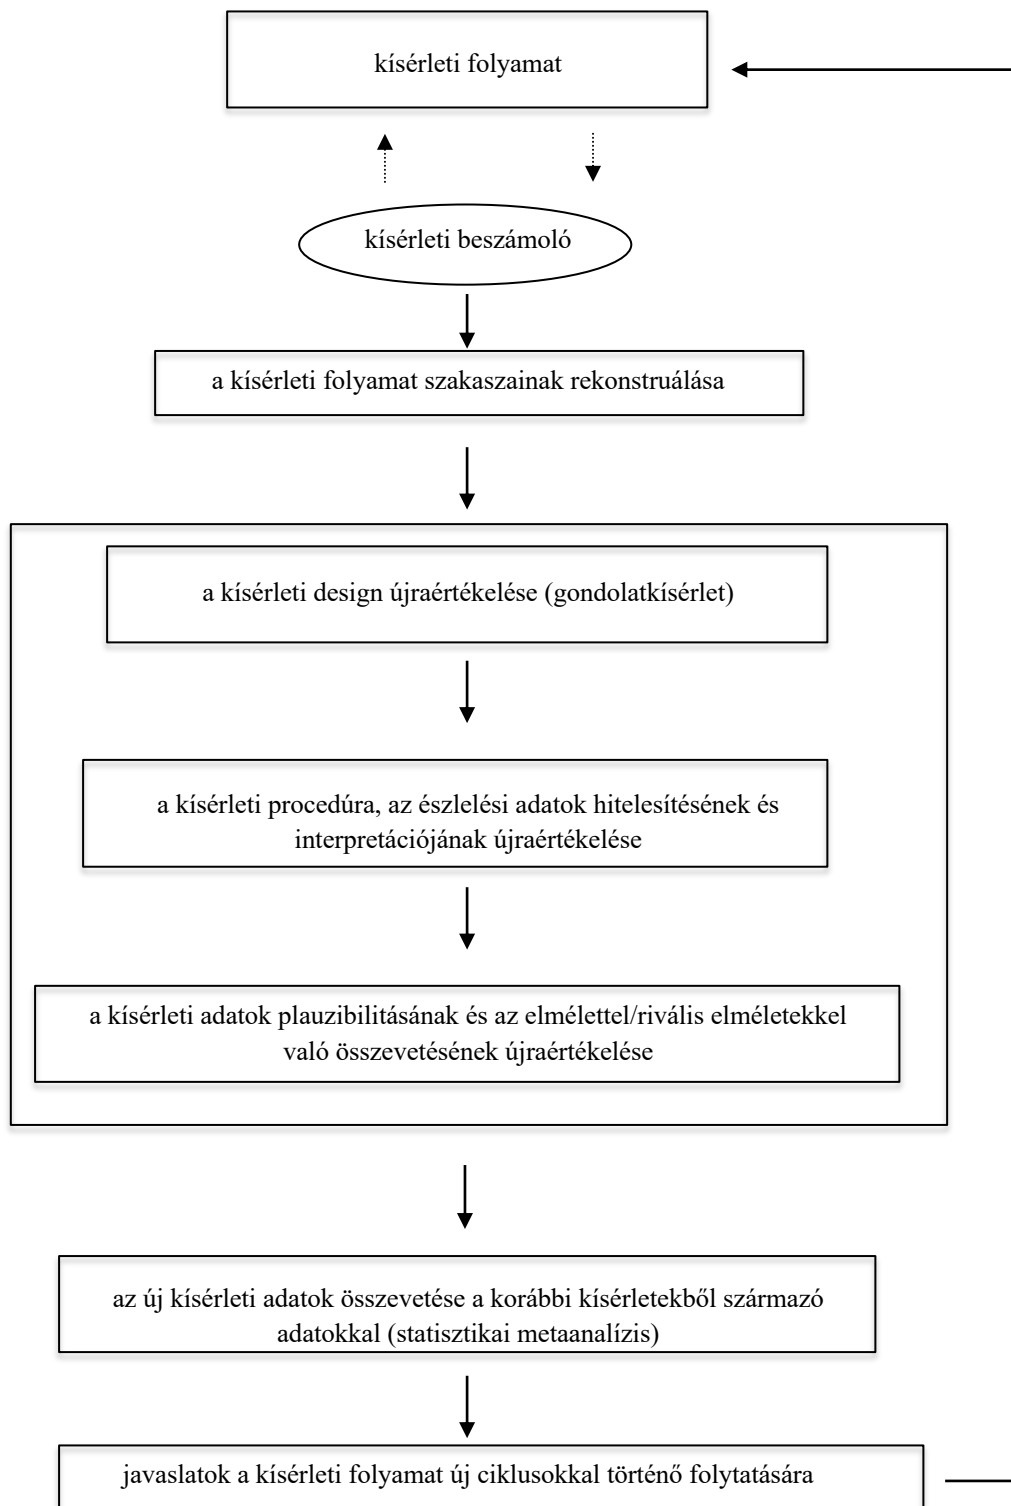 kísérleti folyamat
kísérleti beszámoló
a kísérleti folyamat szakaszainak rekonstruálása
a kísérleti design újraértékelése (gondolatkísérlet)
a kísérleti procedúra, az észlelési adatok hitelesítésének és
interpretációjának újraértékelése
a kísérleti adatok plauzibilitásának és az elmélettel/rivális elméletekkel
való összevetésének újraértékelése
az új kísérleti adatok összevetése a korábbi kísérletekből származó
adatokkal (statisztikai metaanalízis)
javaslatok a kísérleti folyamat új ciklusokkal történő folytatására